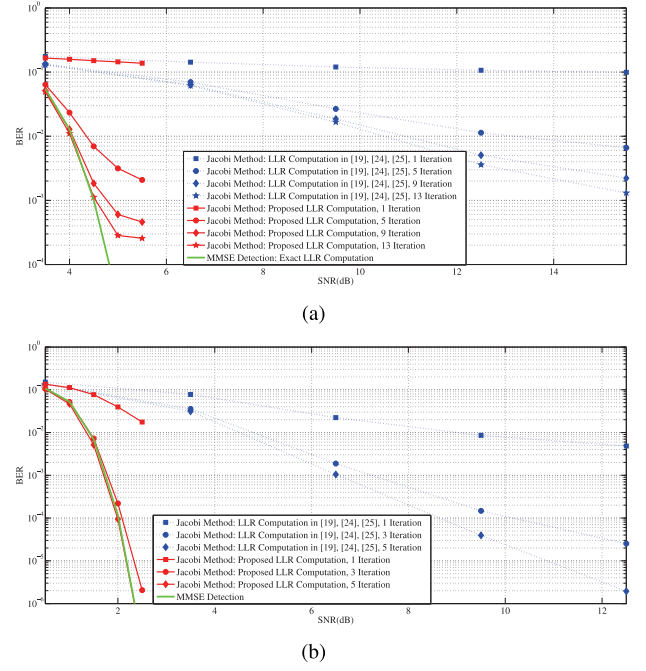 10^0
10^-1
10^-2
10^-3
10^-4
BER
Jacobi Method: LLR Computation in [19], [24], [25], 1 Iteration
Jacobi Method: LLR Computation in [19], [24], [25], 5 Iteration
Jacobi Method: LLR Computation in [19], [24], [25], 9 Iteration
Jacobi Method: LLR Computation in [19], [24], [25], 13 Iteration
Jacobi Method: Proposed LLR Computation, 1 Iteration
Jacobi Method: Proposed LLR Computation, 5 Iteration
Jacobi Method: Proposed LLR Computation, 9 Iteration
Jacobi Method: Proposed LLR Computation, 13 Iteration
MMSE Detection: Exact LLR Computation
4 6 8 10 12 14
SNR(dB)
(a)
10^0
10^-1
10^-2
10^-3
10^-4
10^-5
10^-6
BER
Jacobi Method: LLR Computation in [19], [24], [25], 1 Iteration
Jacobi Method: LLR Computation in [19], [24], [25], 3 Iteration
Jacobi Method: LLR Computation in [19], [24], [25], 5 Iteration
Jacobi Method: Proposed LLR Computation, 1 Iteration
Jacobi Method: Proposed LLR Computation, 3 Iteration
Jacobi Method: Proposed LLR Computation, 5 Iteration
MMSE Detection
2 4 6 8 10 12
SNR(dB)
(b)